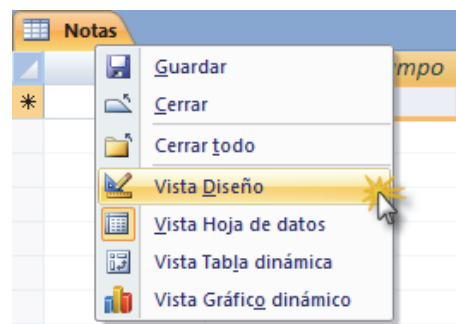 Notas
Guardar
mpo
Cerrar
Cerrar todo
Vista Diseño
Vista Hoja de datos
Vista Tabla dinámica
Vista Gráfico dinámico